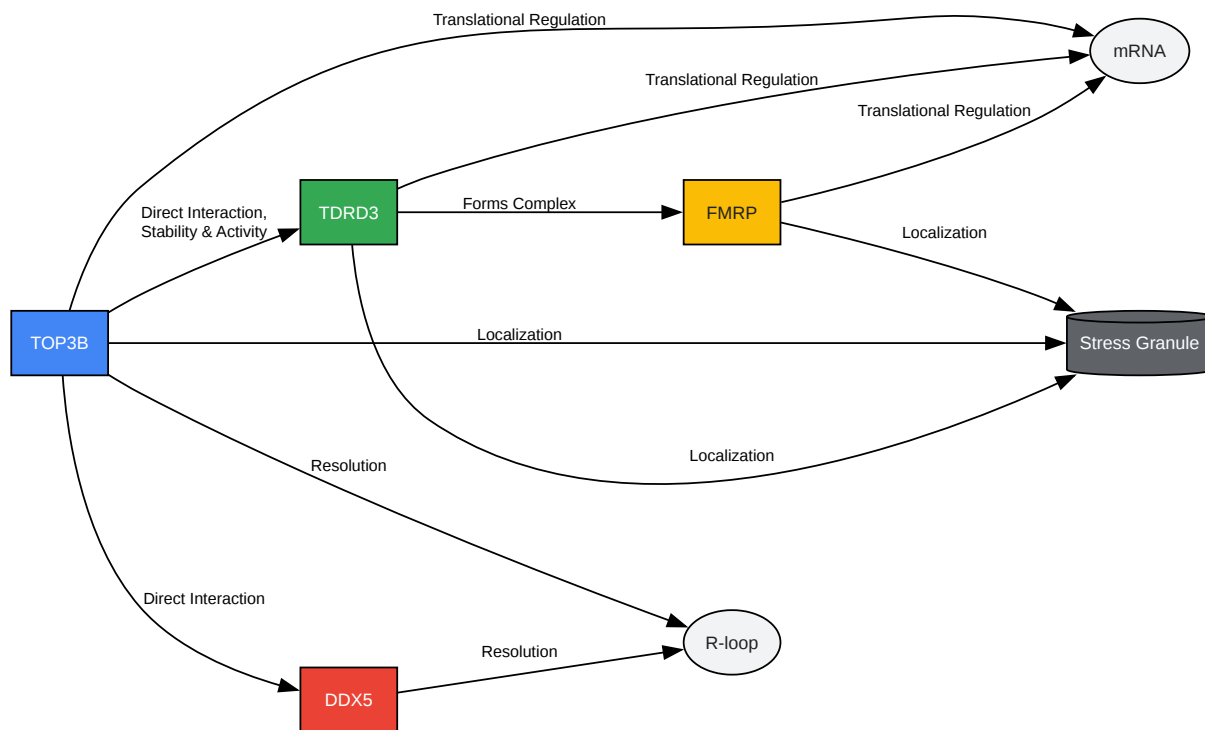 Translational Regulation
mRNA
Translational Regulation
Translational Regulation
TDRD3
Forms Complex
FMRP
Direct Interaction,
Stability & Activity
Localization
TOP3B
Localization
Stress Granule
Localization
Resolution
Direct Interaction
R-loop
Resolution
DDX5